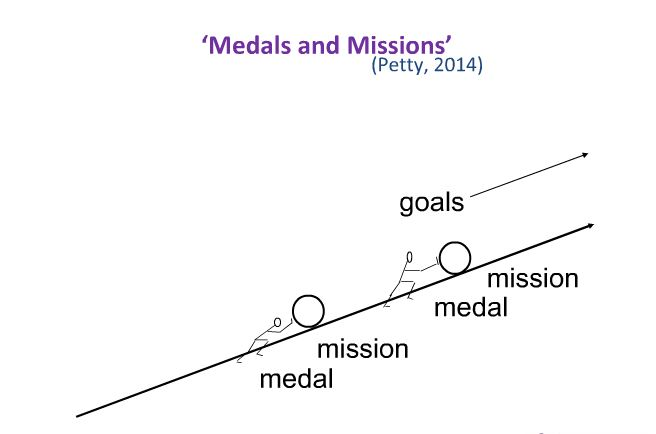 ‘Medals and Missions’
(Petty, 2014)
goals
mission
medal
mission
medal